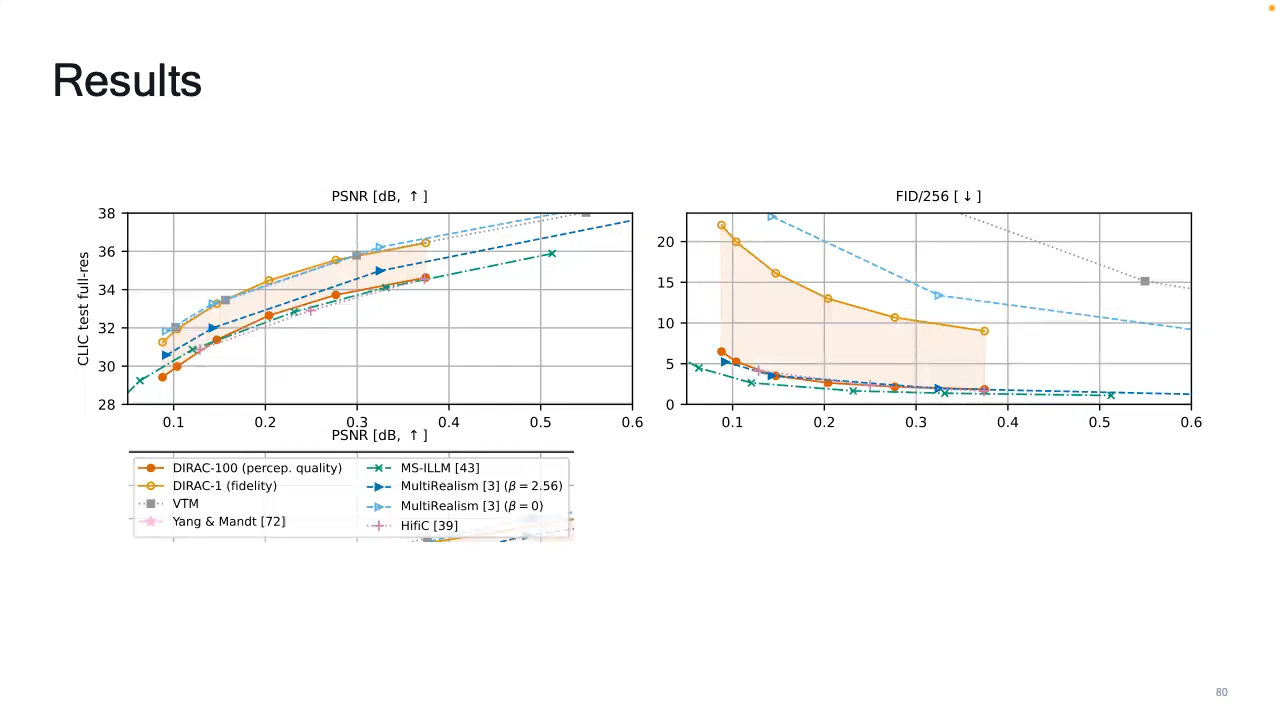 Results
PSNR [dB, ↑]
CLIC test full-res
38
36
34
32
30
28
0.1 0.2 0.3 0.4 0.5 0.6
FID/256 [↓]
20
15
10
5
0
0.1 0.2 0.3 0.4 0.5 0.6
PSNR [dB, ↑]
DIRAC-100 (percep. quality)
DIRAC-1 (fidelity)
VTM
Yang & Mandt [72]
MS-ILLM [43]
MultiRealism [3] (β = 2.56)
MultiRealism [3] (β = 0)
HifiC [39]
80